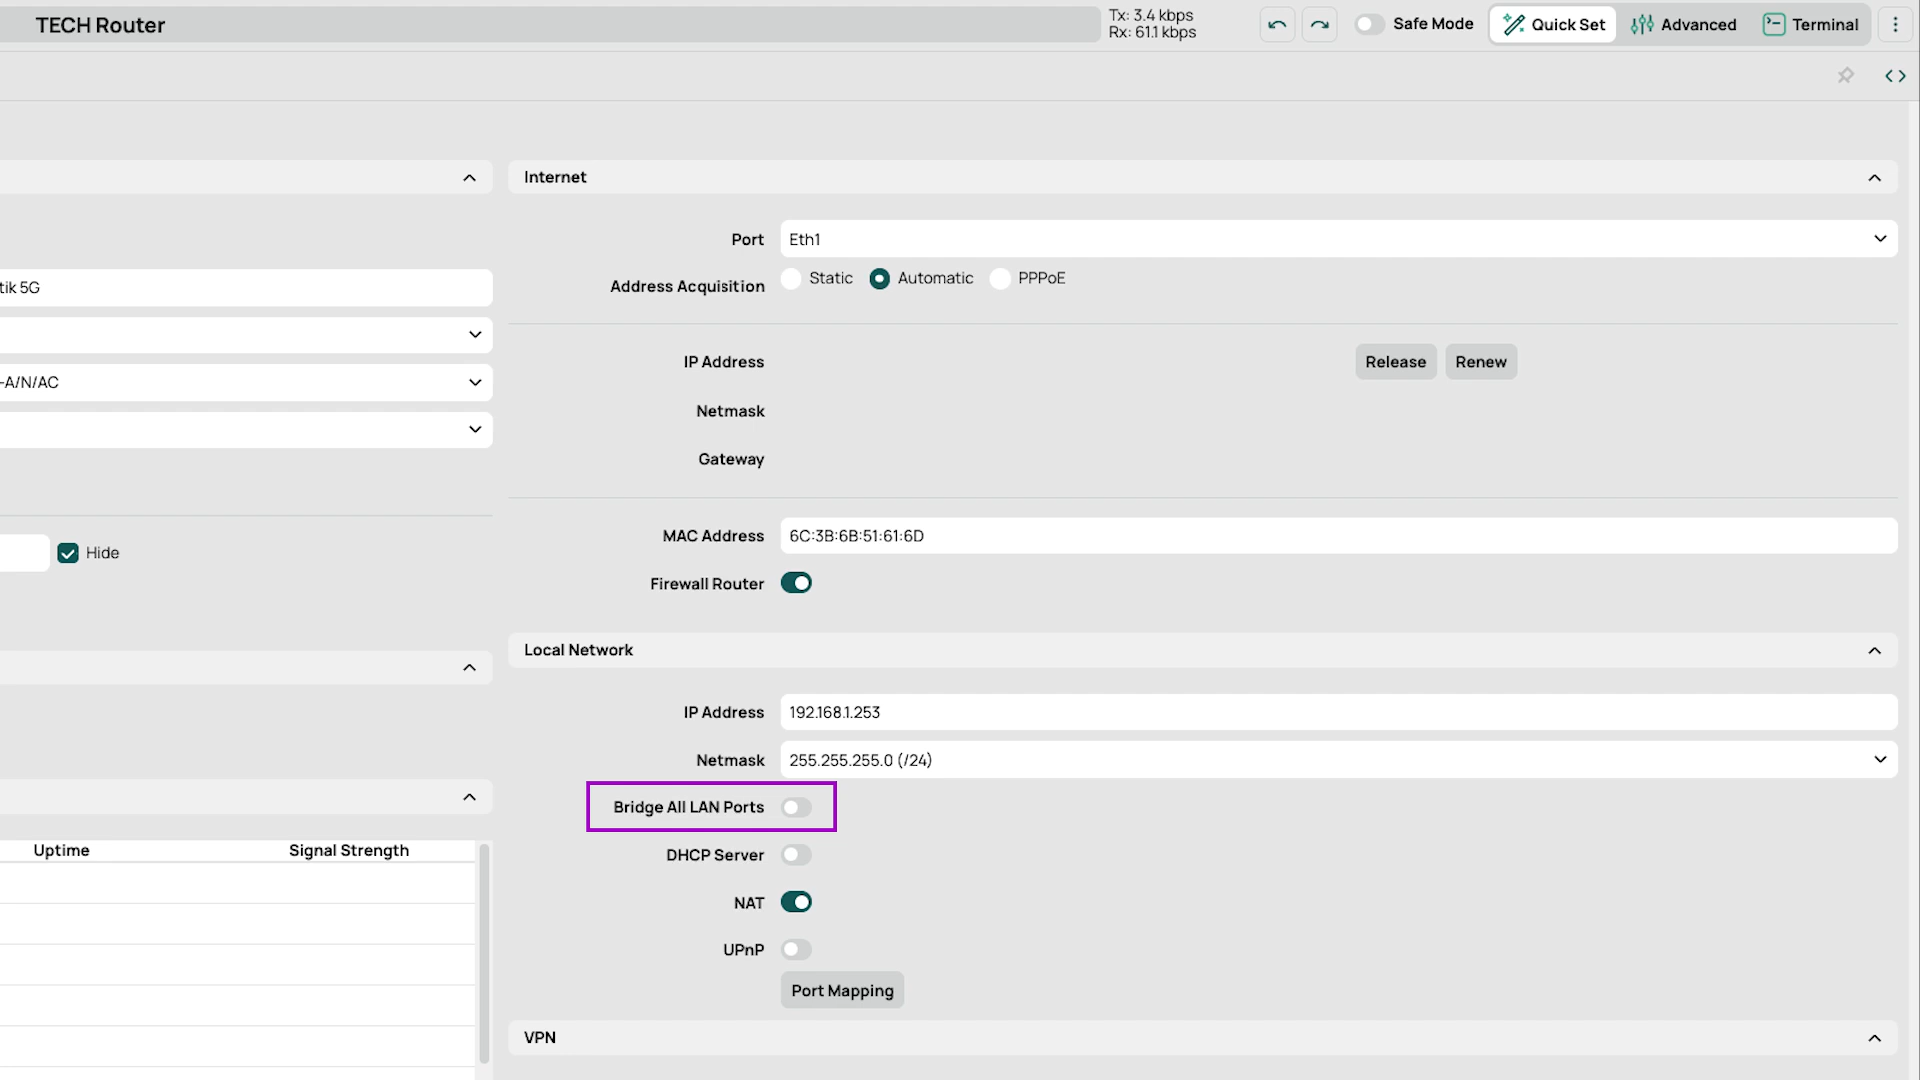 TECH Router
Tx: 3.4 kbps
Rx: 61.1 kbps
Safe Mode
Quick Set
Advanced
Terminal
tik 5G
-A/N/AC
Hide
Uptime
Signal Strength
Internet
Port
Eth1
Address Acquisition
Static
Automatic
PPPoE
IP Address
Release
Renew
Netmask
Gateway
MAC Address
6C:3B:6B:51:61:6D
Firewall Router
Local Network
IP Address
192.168.1.253
Netmask
255.255.255.0 (/24)
Bridge All LAN Ports
DHCP Server
NAT
UPnP
Port Mapping
VPN